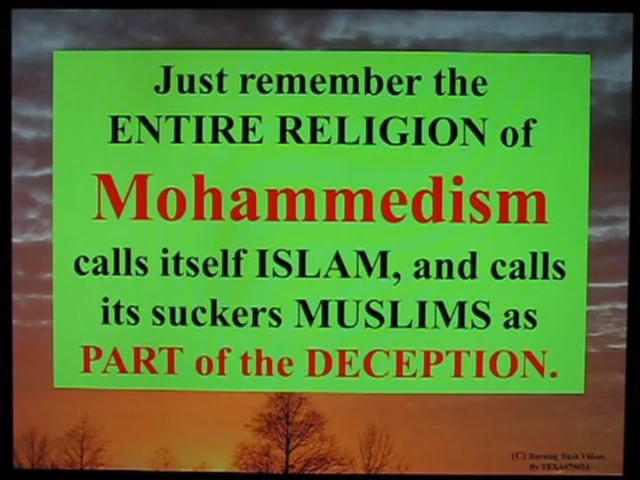 Just remember the
ENTIRE RELIGION of
Mohammedism
calls itself ISLAM, and calls
its suckers MUSLIMS as
PART of the DECEPTION.
(C) Burning Bush Videos.
By